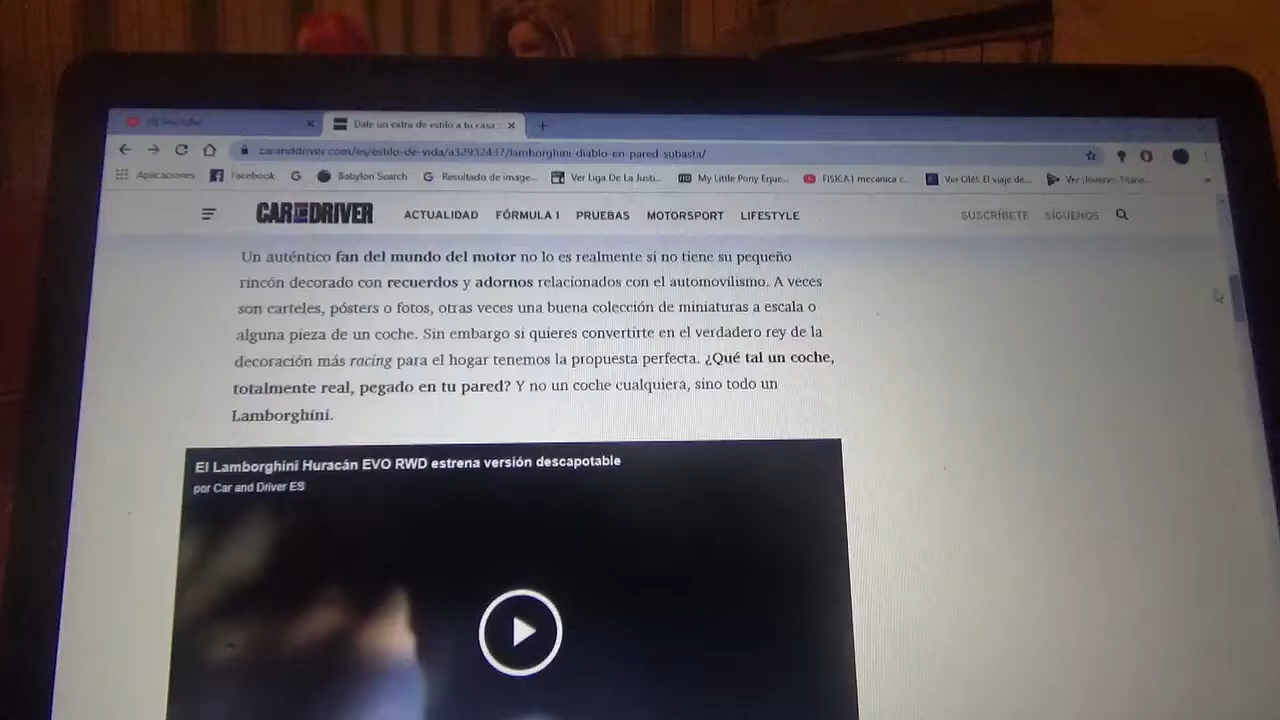 Date un extra de estilo a tu casa
caranddriver.com/es/estilo-de-vida/a32932437/lamborghini-diablo-en-pared-subasta/
Aplicaciones Facebook Babylon Search Resultado de image... Ver Liga De La Justi... My Little Pony Eque... FISICA I mecanica c... Ver Olé!: El viaje de...
CAR AND DRIVER ACTUALIDAD FÓRMULA 1 PRUEBAS MOTORSPORT LIFESTYLE SUSCRÍBETE SÍGUENOS
Un auténtico fan del mundo del motor no lo es realmente si no tiene su pequeño
rincón decorado con recuerdos y adornos relacionados con el automovilismo. A veces
son carteles, pósters o fotos, otras veces una buena colección de miniaturas a escala o
alguna pieza de un coche. Sin embargo si quieres convertirte en el verdadero rey de la
decoración más racing para el hogar tenemos la propuesta perfecta. ¿Qué tal un coche,
totalmente real, pegado en tu pared? Y no un coche cualquiera, sino todo un
Lamborghini.
El Lamborghini Huracán EVO RWD estrena versión descapotable
por Car and Driver ES